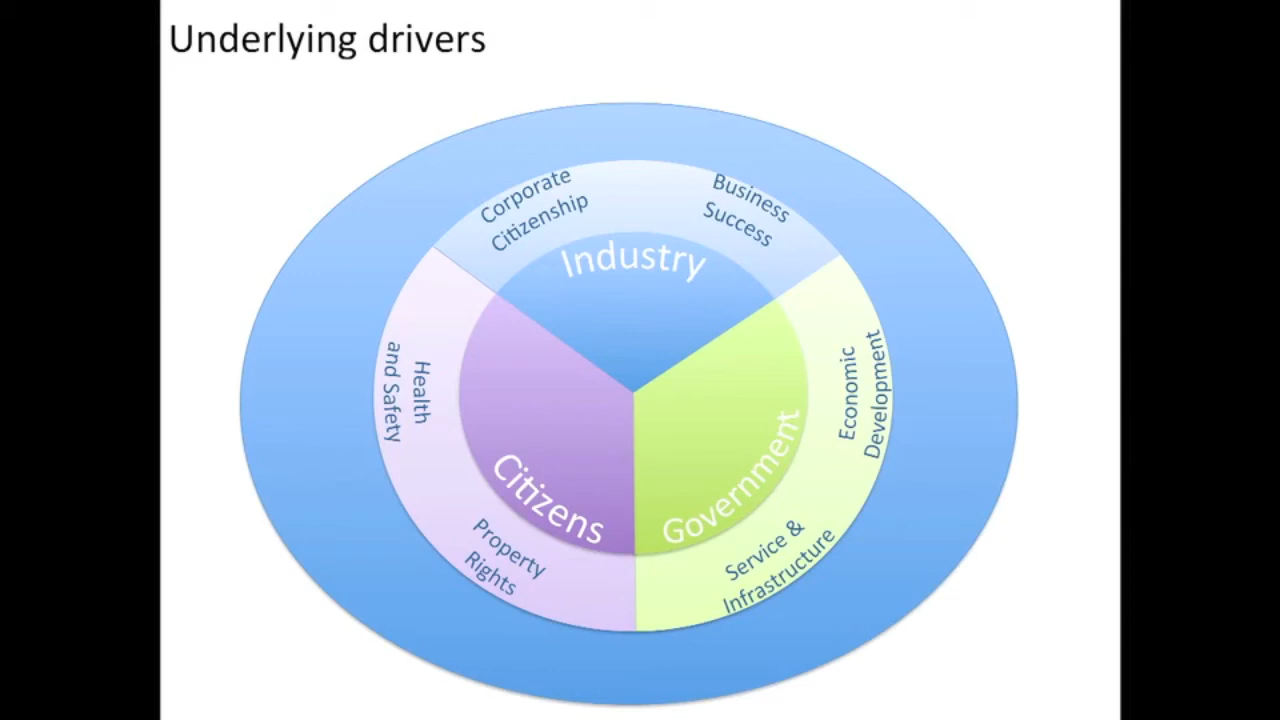 Underlying drivers
Corporate
Citizenship
Business
Success
Industry
Health
and Safety
Economic
Development
Citizens
Government
Property
Rights
Service &
Infrastructure